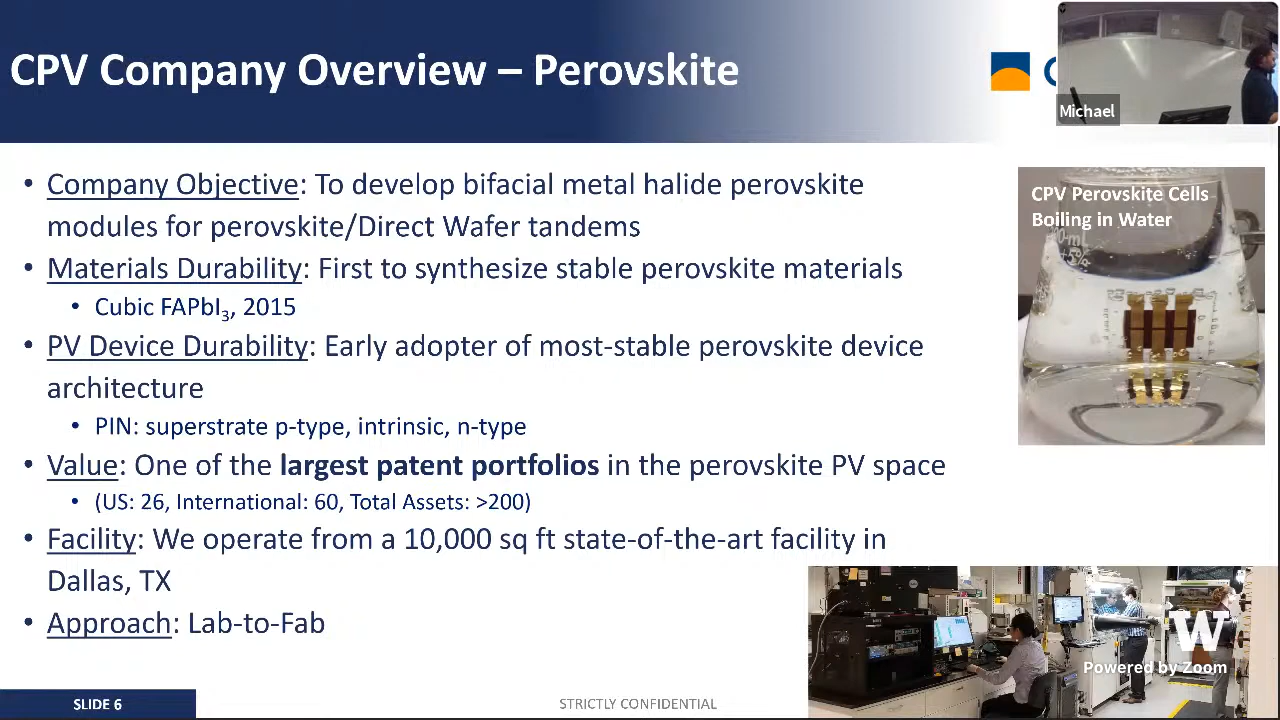 CPV Company Overview – Perovskite
Michael
• Company Objective: To develop bifacial metal halide perovskite
modules for perovskite/Direct Wafer tandems
• Materials Durability: First to synthesize stable perovskite materials
• Cubic FAPbI₃, 2015
• PV Device Durability: Early adopter of most-stable perovskite device
architecture
• PIN: superstrate p-type, intrinsic, n-type
• Value: One of the largest patent portfolios in the perovskite PV space
• (US: 26, International: 60, Total Assets: >200)
• Facility: We operate from a 10,000 sq ft state-of-the-art facility in
Dallas, TX
• Approach: Lab-to-Fab
CPV Perovskite Cells
Boiling in Water
W
Powered by Zoom
SLIDE 6
STRICTLY CONFIDENTIAL